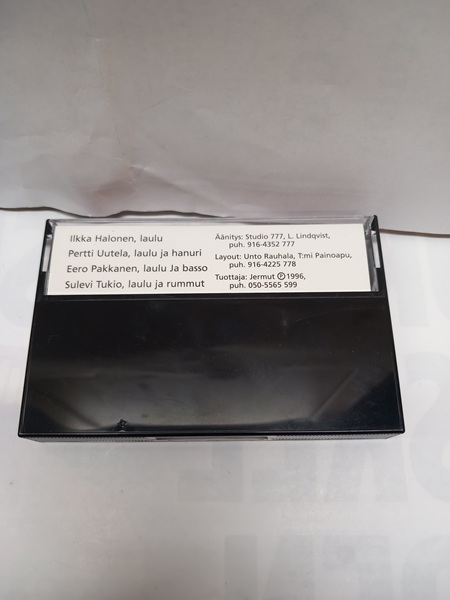 Ilkka Halonen, laulu
Pertti Uutela, laulu ja hanuri
Eero Pakkanen, laulu Ja basso
Sulevi Tukio, laulu ja rummut
Äänitys: Studio 777, L. Lindqvist,
puh. 916-4352 777
Layout: Unto Rauhala, T:mi Painoapu,
puh. 916-4225 778
Tuottaja: Jermut Ⓟ 1996,
puh. 050-5565 599